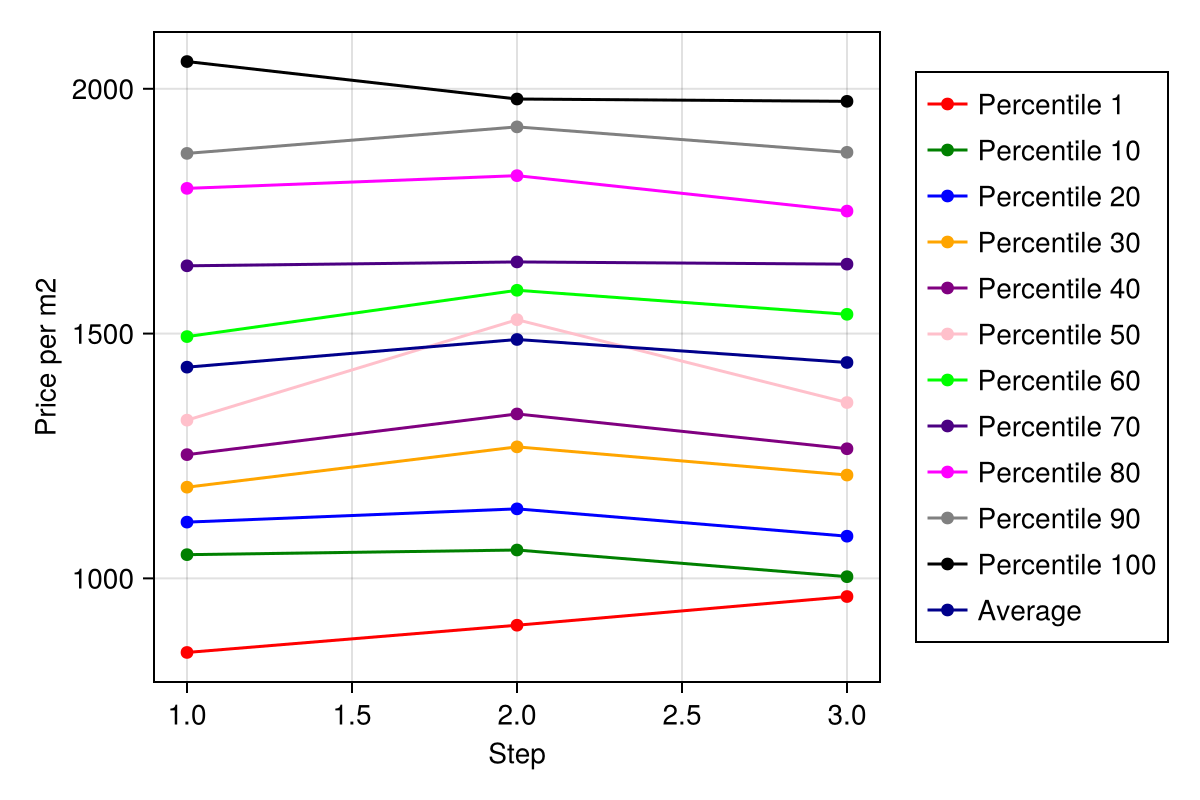 2000
1500
1000
Price per m2
1.0 1.5 2.0 2.5 3.0
Step
Percentile 1
Percentile 10
Percentile 20
Percentile 30
Percentile 40
Percentile 50
Percentile 60
Percentile 70
Percentile 80
Percentile 90
Percentile 100
Average